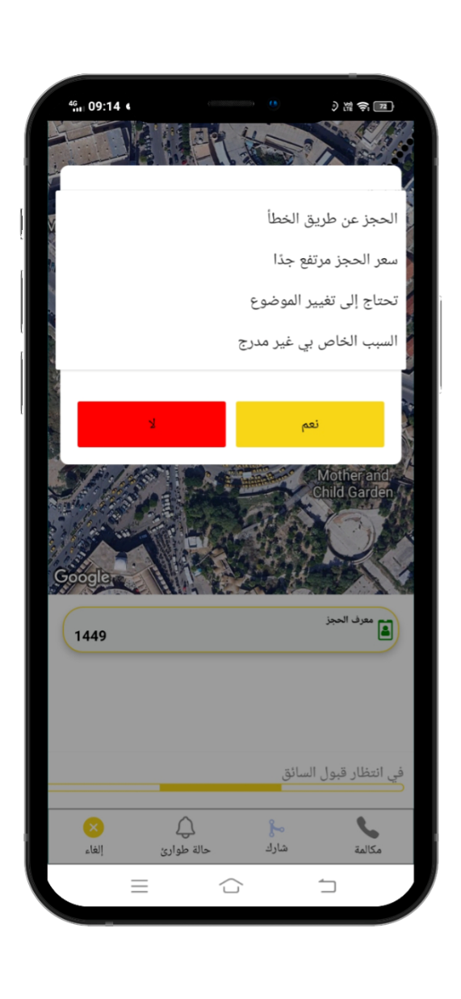 4G 09:14
72
الحجز عن طريق الخطأ
سعر الحجز مرتفع جدًا
تحتاج إلى تغيير الموضوع
السبب الخاص بي غير مدرج
نعم
لا
Mother and
Child Garden
Google
معرف الحجز
1449
في انتظار قبول السائق
مكالمة
شارك
حالة طوارئ
إلغاء